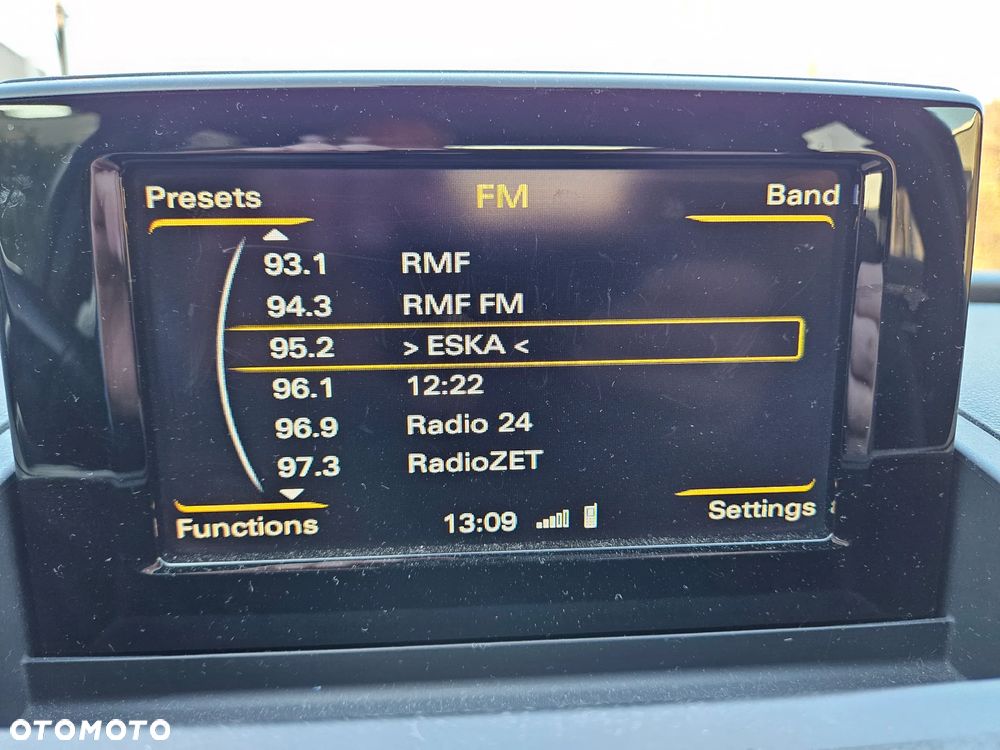 Presets FM Band
93.1 RMF
94.3 RMF FM
95.2 > ESKA <
96.1 12:22
96.9 Radio 24
97.3 RadioZET
Functions 13:09 Settings
OTOMOTO